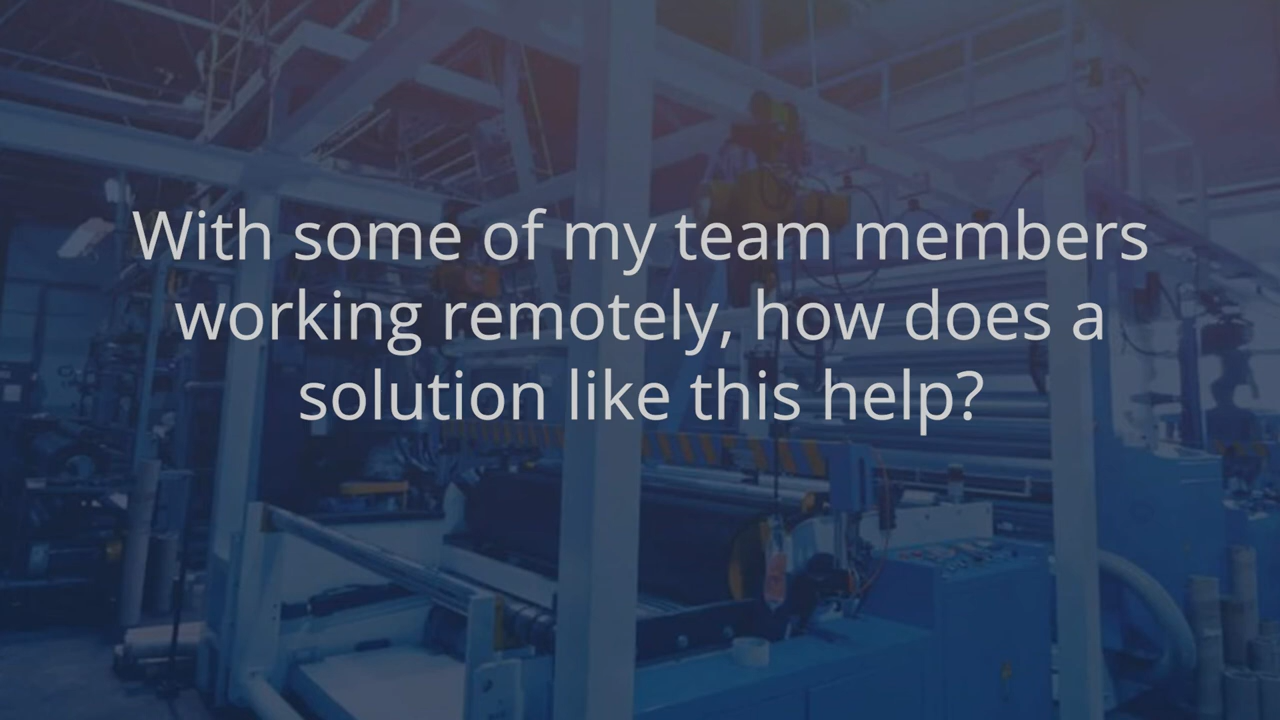 With some of my team members
working remotely, how does a
solution like this help?